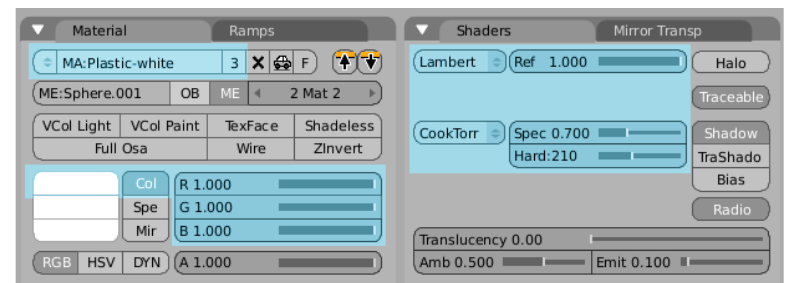 Material Ramps
MA:Plastic-white 3 F
ME:Sphere.001 OB ME 2 Mat 2
VCol Light VCol Paint TexFace Shadeless
Full Osa Wire ZInvert
Col R 1.000
Spe G 1.000
Mir B 1.000
RGB HSV DYN A 1.000
Shaders Mirror Transp
Lambert Ref 1.000 Halo
Traceable
CookTorr Spec 0.700 Shadow
Hard:210 TraShado
Bias
Radio
Translucency 0.00
Amb 0.500 Emit 0.100